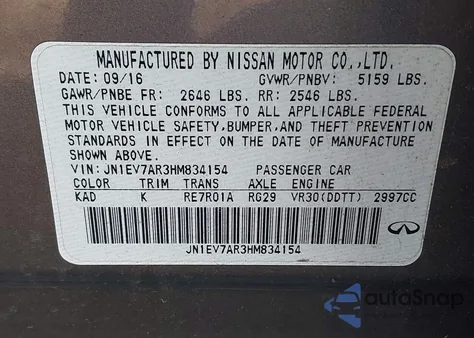 MANUFACTURED BY NISSAN MOTOR CO.,LTD.
DATE: 09/16 GVWR/PNBV: 5159 LBS.
GAWR/PNBE FR: 2646 LBS. RR: 2546 LBS.
THIS VEHICLE CONFORMS TO ALL APPLICABLE FEDERAL
MOTOR VEHICLE SAFETY, BUMPER, AND THEFT PREVENTION
STANDARDS IN EFFECT ON THE DATE OF MANUFACTURE
SHOWN ABOVE.
VIN: JN1EV7AR3HM834154 PASSENGER CAR
COLOR TRIM TRANS AXLE ENGINE
KAD K RE7R01A RG29 VR30(DDTT) 2997CC
JN1EV7AR3HM834154
autoSnap